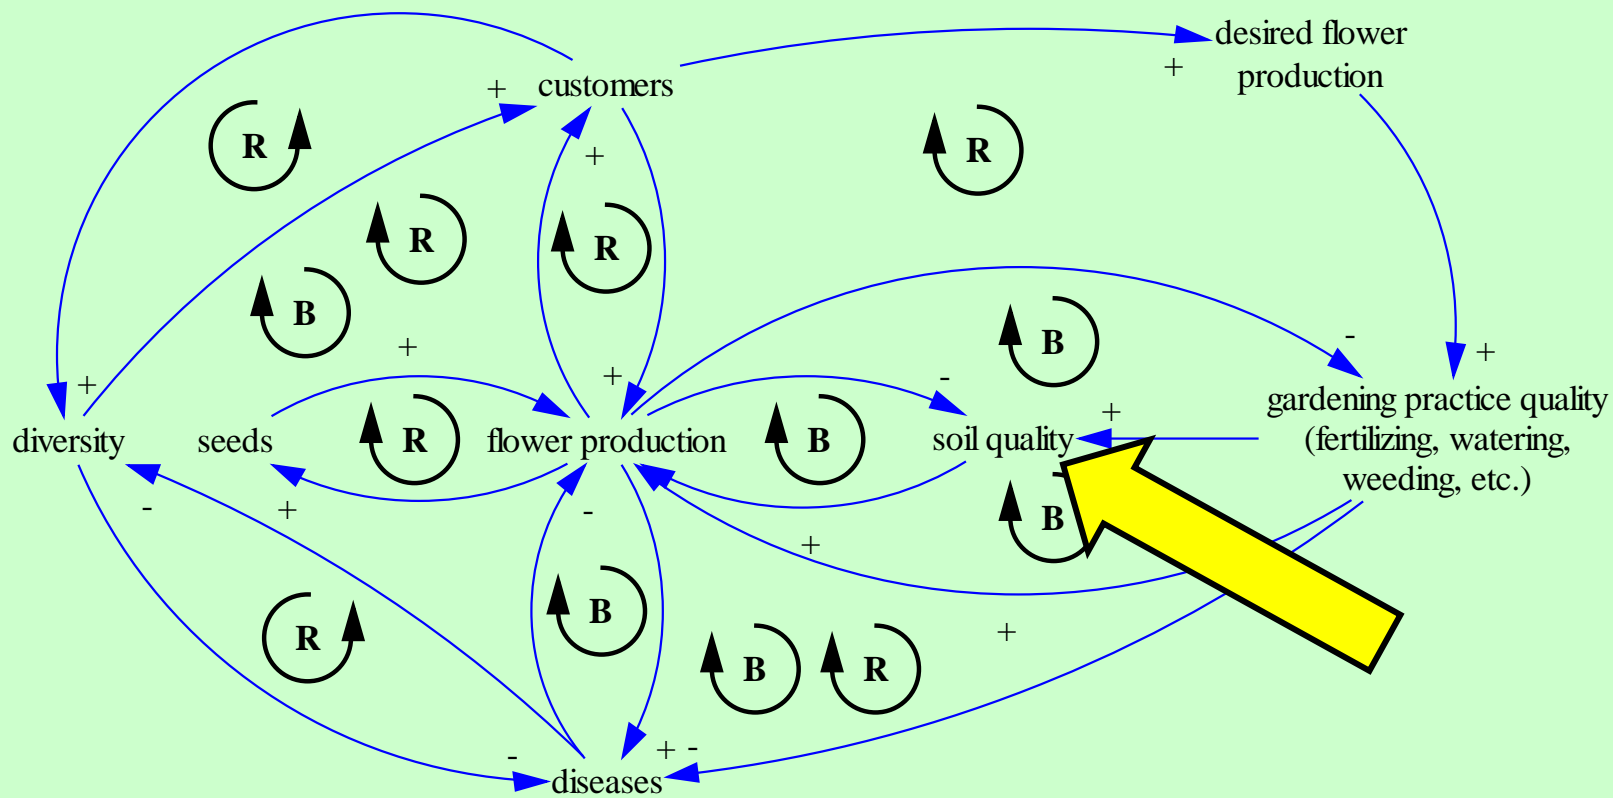 desired flower
production
+
customers
+
R
R
+
R
R
B
R
+
B
-
+
+
+
-
+
diversity
seeds
R
flower production
B
soil quality
gardening practice quality
(fertilizing, watering,
weeding, etc.)
-
+
-
+
B
B
+
R
B
R
-
+ -
diseases